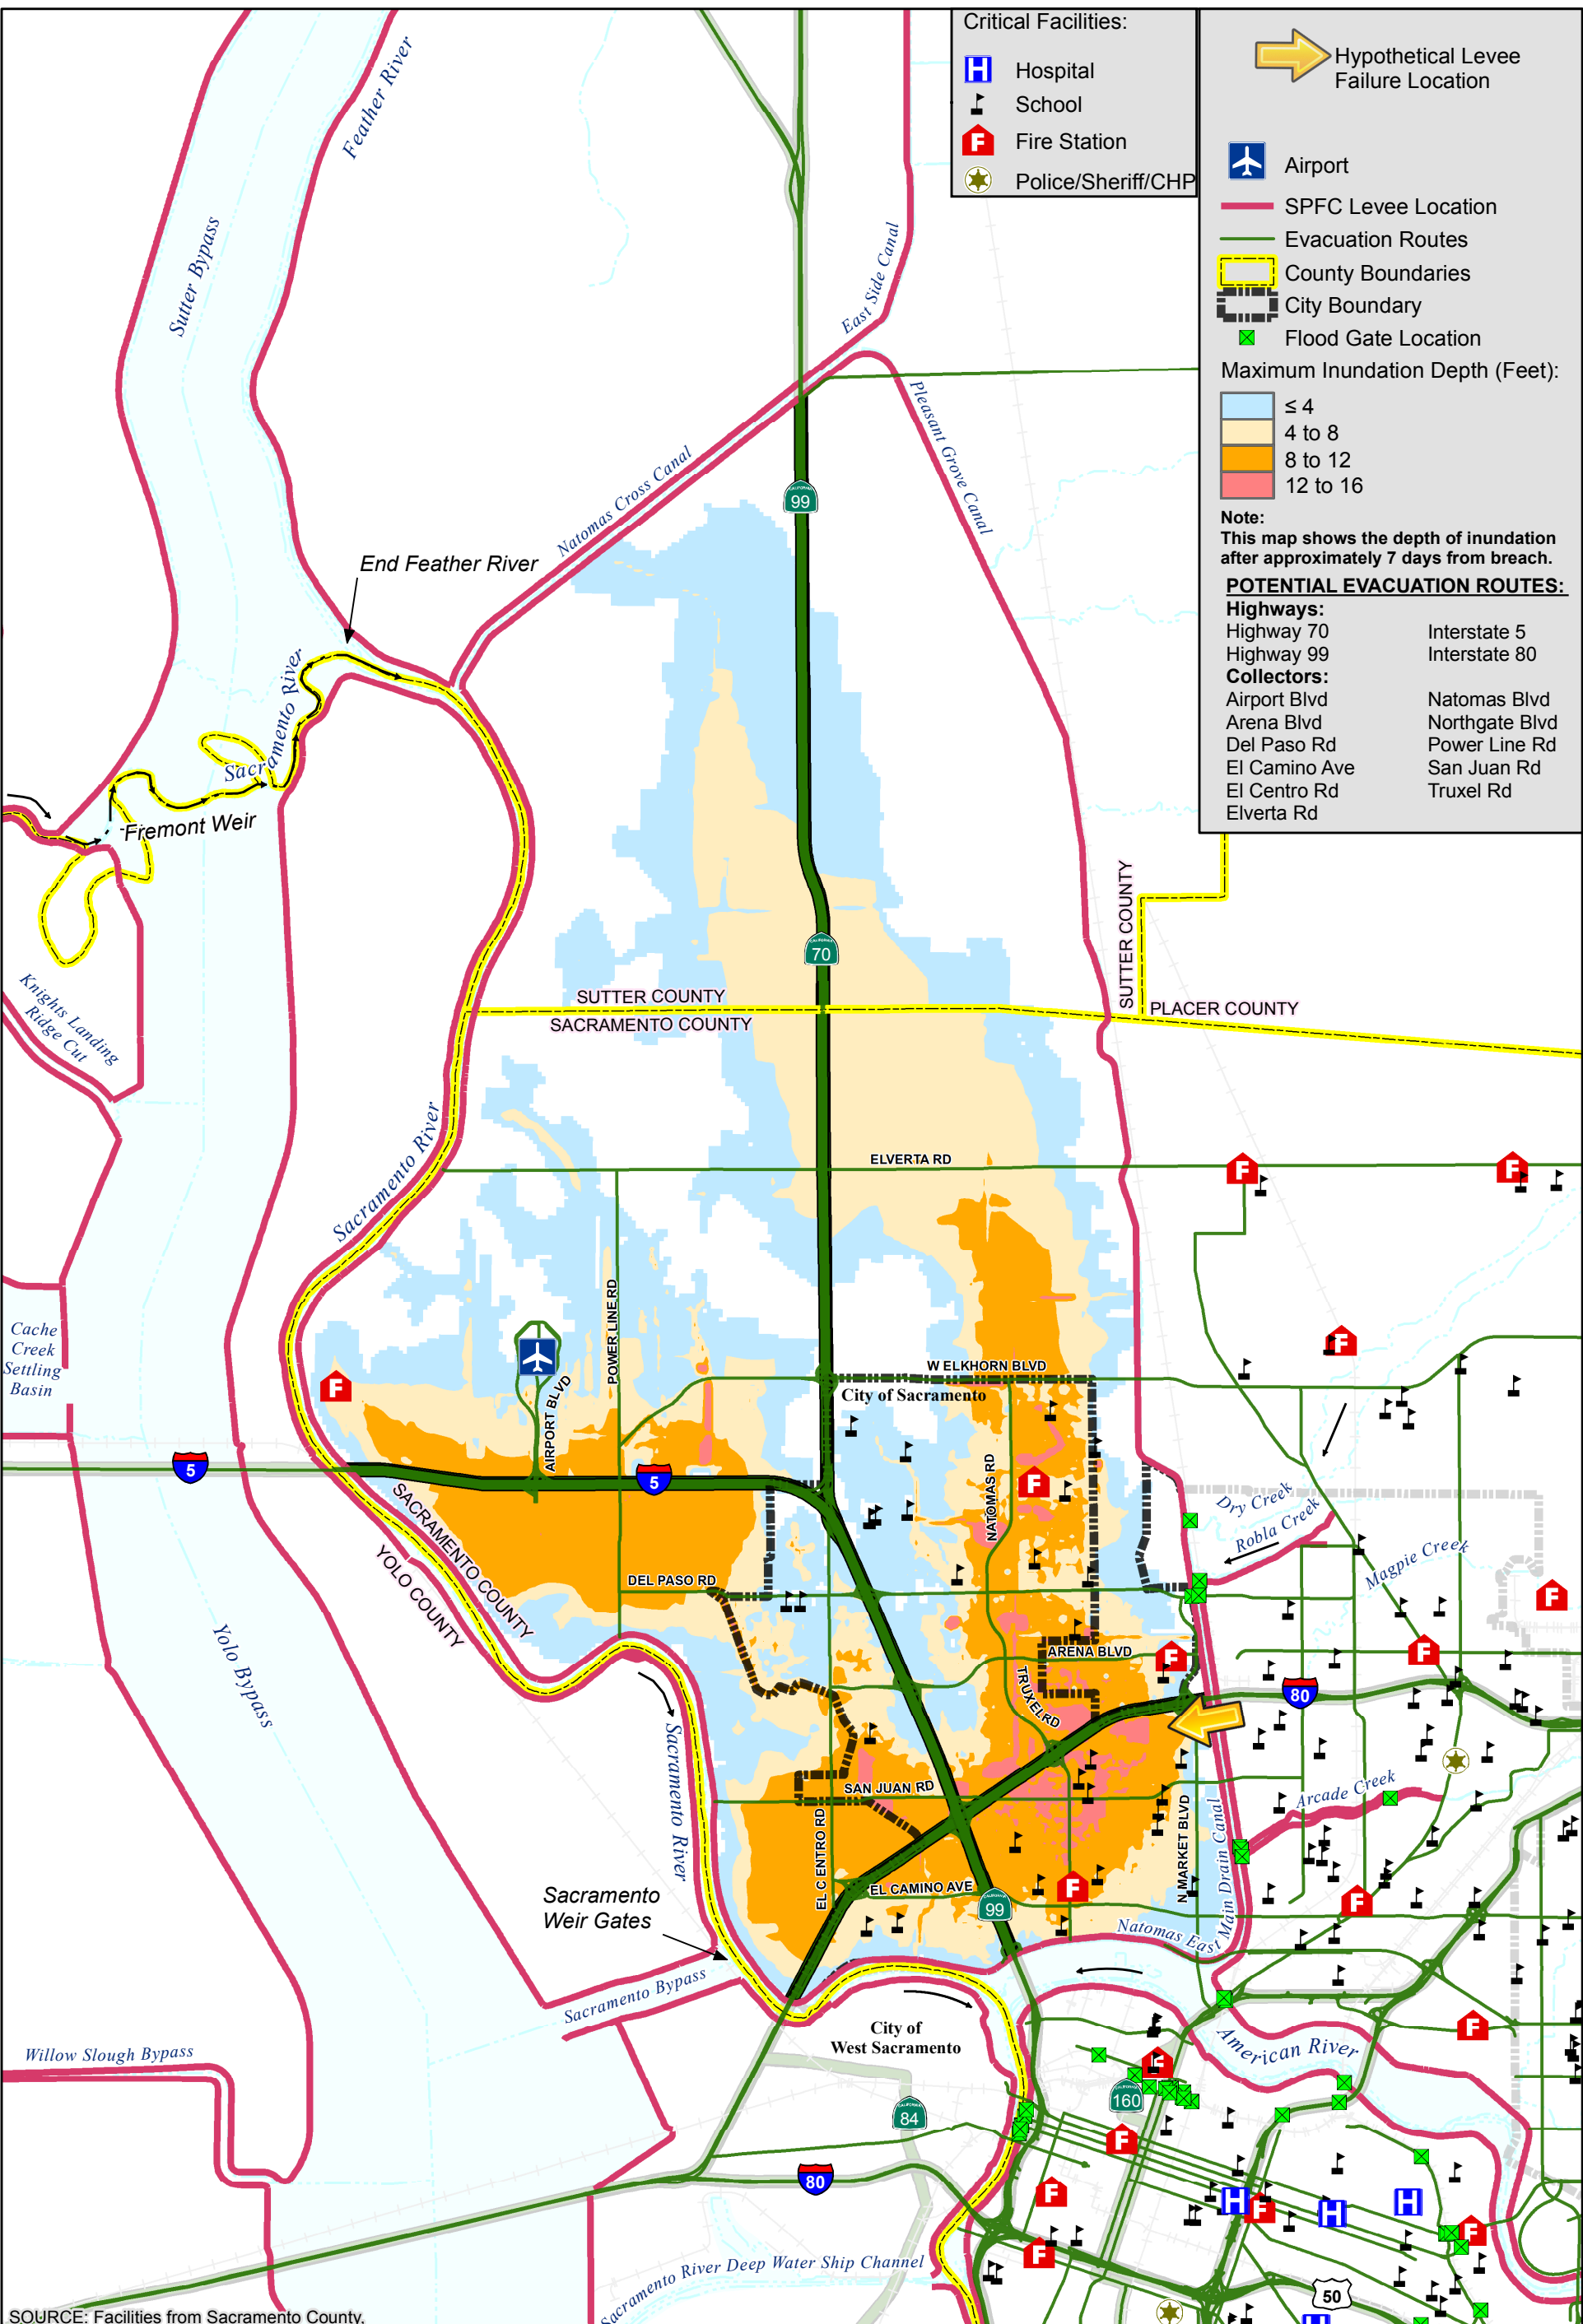 Critical Facilities:
H Hospital
School
F Fire Station
Police/Sheriff/CHP
Hypothetical Levee
Failure Location
Airport
SPFC Levee Location
Evacuation Routes
County Boundaries
City Boundary
Flood Gate Location
Maximum Inundation Depth (Feet):
≤ 4
4 to 8
8 to 12
12 to 16
Note:
This map shows the depth of inundation
after approximately 7 days from breach.
POTENTIAL EVACUATION ROUTES:
Highways:
Highway 70 Interstate 5
Highway 99 Interstate 80
Collectors:
Airport Blvd Natomas Blvd
Arena Blvd Northgate Blvd
Del Paso Rd Power Line Rd
El Camino Ave San Juan Rd
El Centro Rd Truxel Rd
Elverta Rd
Feather River
Sutter Bypass
East Side Canal
Pleasant Grove Canal
Natomas Cross Canal
CALIFORNIA
99
End Feather River
Sacramento River
Fremont Weir
CALIFORNIA
70
SUTTER COUNTY
SACRAMENTO COUNTY
SUTTER COUNTY
PLACER COUNTY
Knights Landing
Ridge Cut
Sacramento River
ELVERTA RD
F
F
POWER LINE RD
Cache
Creek
Settling
Basin
F
F
AIRPORT BLVD
W ELKHORN BLVD
City of Sacramento
5
5
NATOMAS RD
F
Dry Creek
Robla Creek
Magpie Creek
SACRAMENTO COUNTY
YOLO COUNTY
DEL PASO RD
F
Yolo Bypass
ARENA BLVD
F
F
TRUXEL RD
80
Sacramento River
SAN JUAN RD
Arcade Creek
EL C ENTRO RD
N MARKET BLVD
EL CAMINO AVE
F
F
CALIFORNIA
99
Natomas East Main Drain Canal
Sacramento
Weir Gates
Sacramento Bypass
City of
West Sacramento
American River
F
F
Willow Slough Bypass
CALIFORNIA
160
CALIFORNIA
84
F
80
F
H
F
H
H
F
F
Sacramento River Deep Water Ship Channel
50
H
SOURCE: Facilities from Sacramento County,